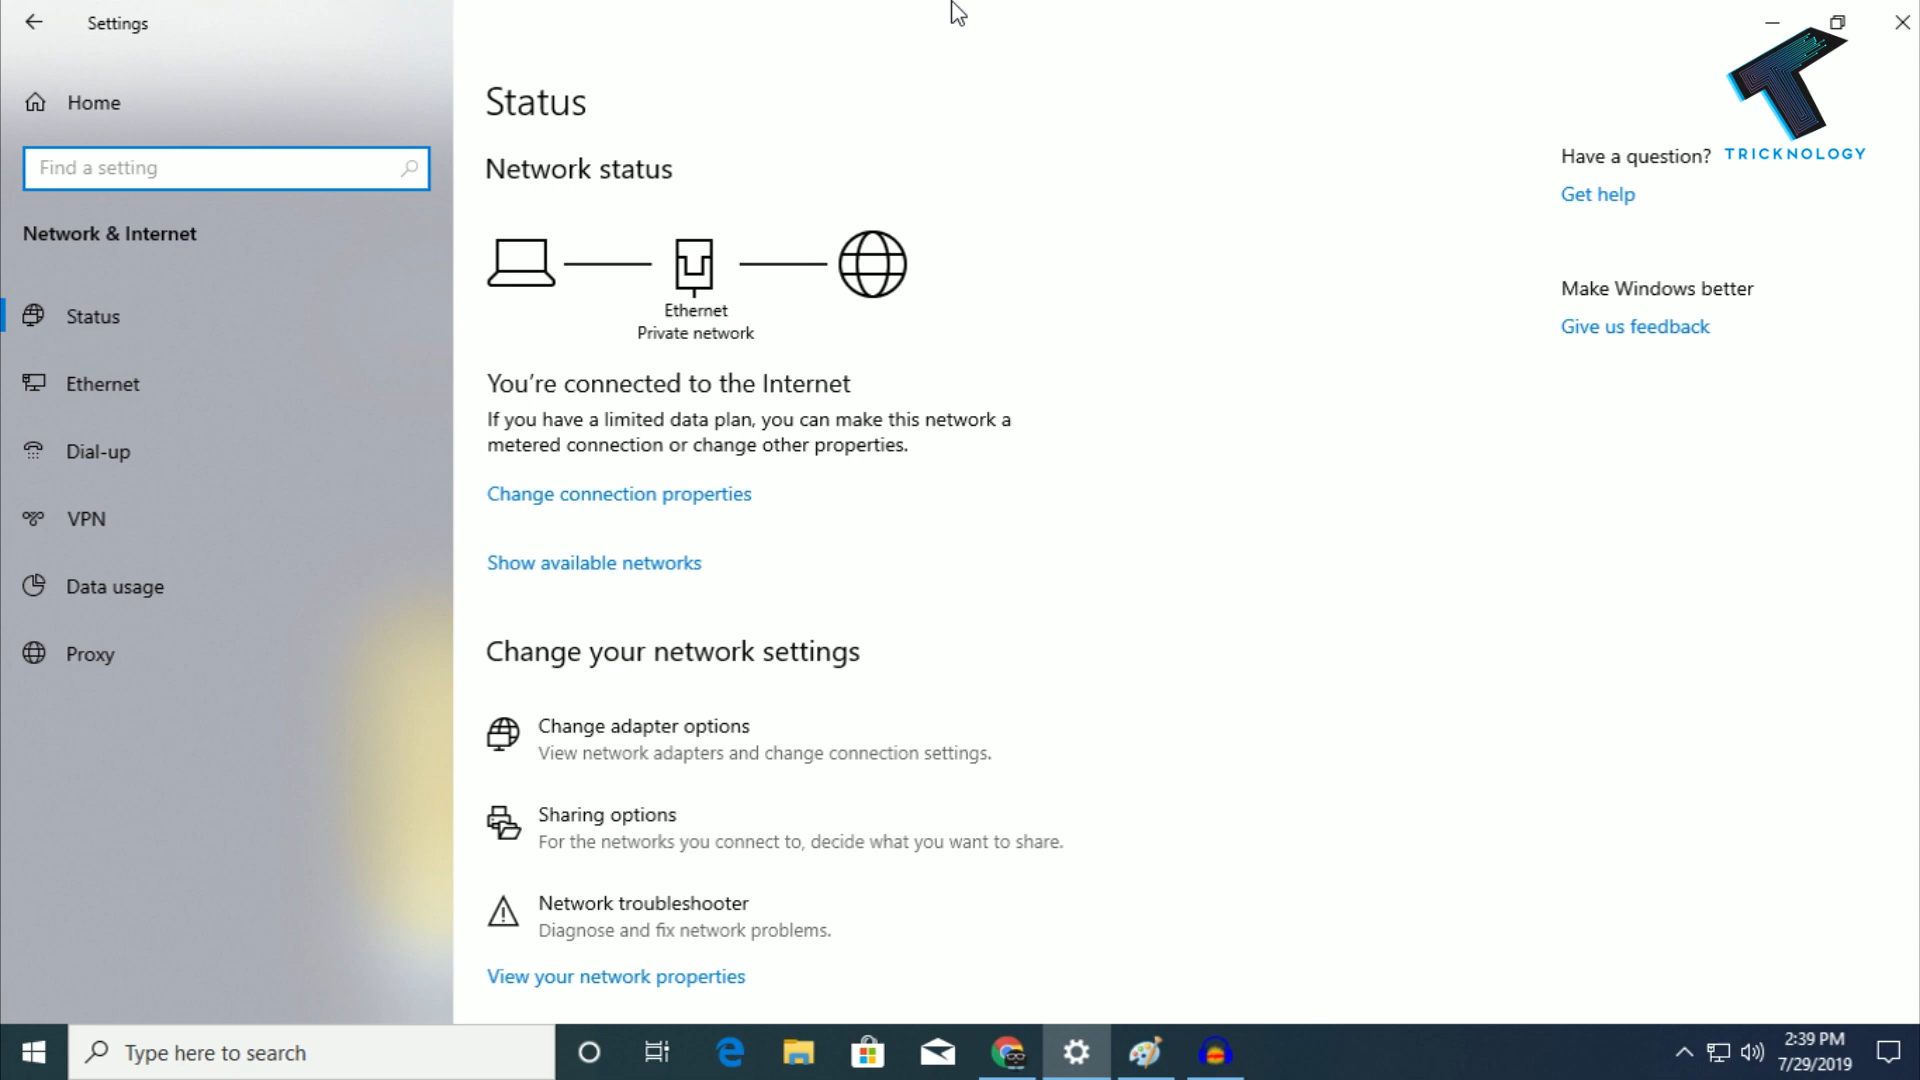 Settings
Home
Find a setting
Network & Internet
Status
Ethernet
Dial-up
VPN
Data usage
Proxy
Status
Network status
Ethernet
Private network
You're connected to the Internet
If you have a limited data plan, you can make this network a
metered connection or change other properties.
Change connection properties
Show available networks
Change your network settings
Change adapter options
View network adapters and change connection settings.
Sharing options
For the networks you connect to, decide what you want to share.
Network troubleshooter
Diagnose and fix network problems.
View your network properties
TRICKNOLOGY
Have a question?
Get help
Make Windows better
Give us feedback
Type here to search
2:39 PM
7/29/2019